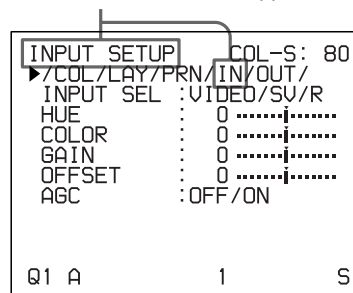 INPUT SETUP COL-S: 80
▶/COL/LAY/PRN/IN/OUT/
INPUT SEL :VIDEO/SV/R
HUE : 0
COLOR : 0
GAIN : 0
OFFSET : 0
AGC :OFF/ON
Q1 A 1 S